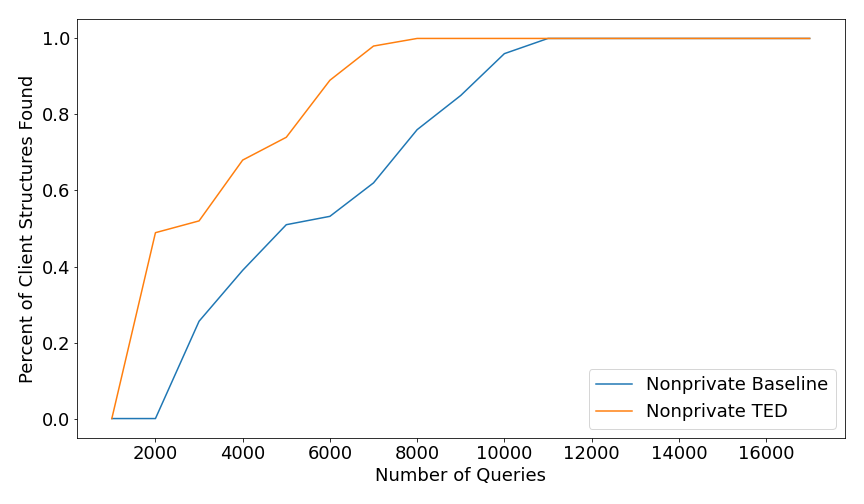 1.0
0.8
0.6
0.4
0.2
0.0
Percent of Client Structures Found
2000 4000 6000 8000 10000 12000 14000 16000
Number of Queries
Nonprivate Baseline
Nonprivate TED